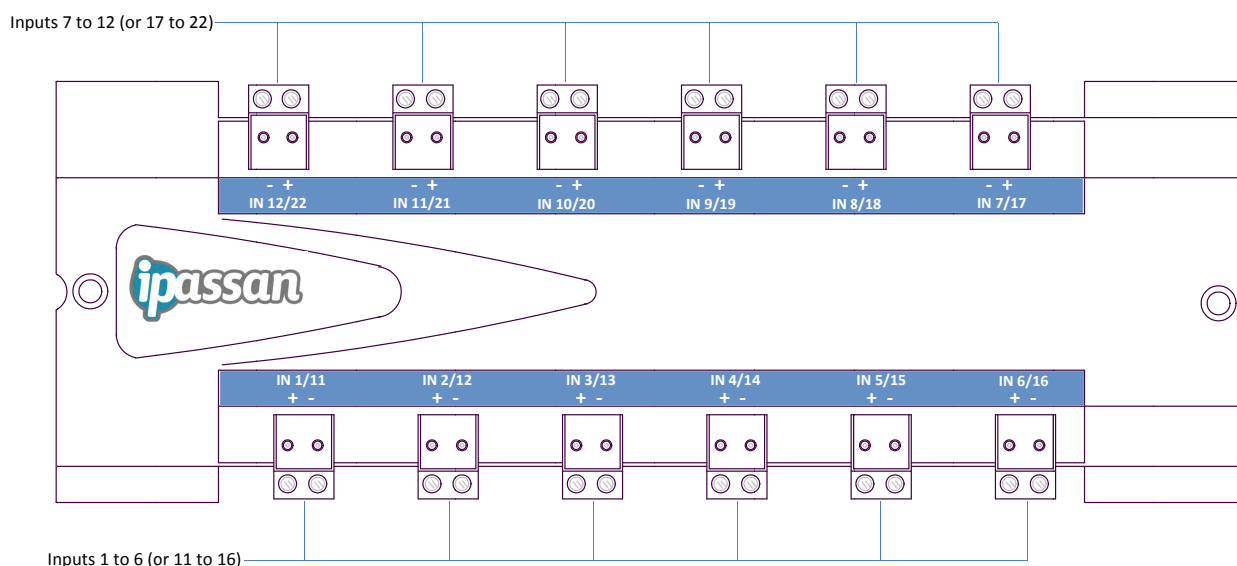 Inputs 7 to 12 (or 17 to 22)
- + - + - + - + - + - +
IN 12/22 IN 11/21 IN 10/20 IN 9/19 IN 8/18 IN 7/17
ipassan
IN 1/11 IN 2/12 IN 3/13 IN 4/14 IN 5/15 IN 6/16
+ - + - + - + - + - + -
Inputs 1 to 6 (or 11 to 16)